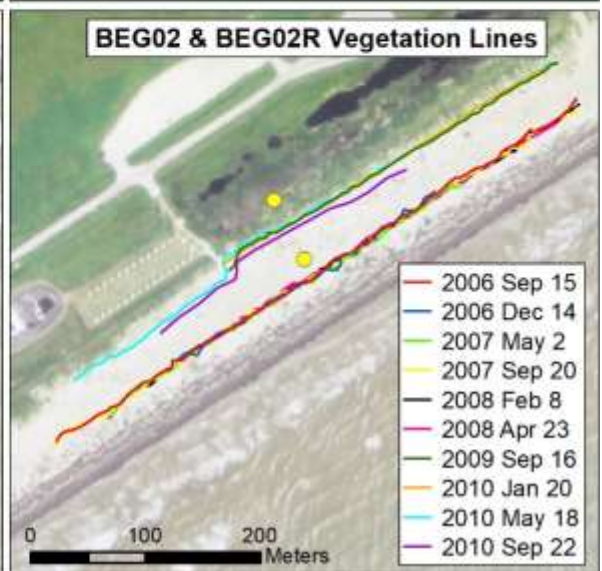 BEG02 & BEG02R Vegetation Lines
2006 Sep 15
2006 Dec 14
2007 May 2
2007 Sep 20
2008 Feb 8
2008 Apr 23
2009 Sep 16
2010 Jan 20
2010 May 18
2010 Sep 22
0 100 200
Meters